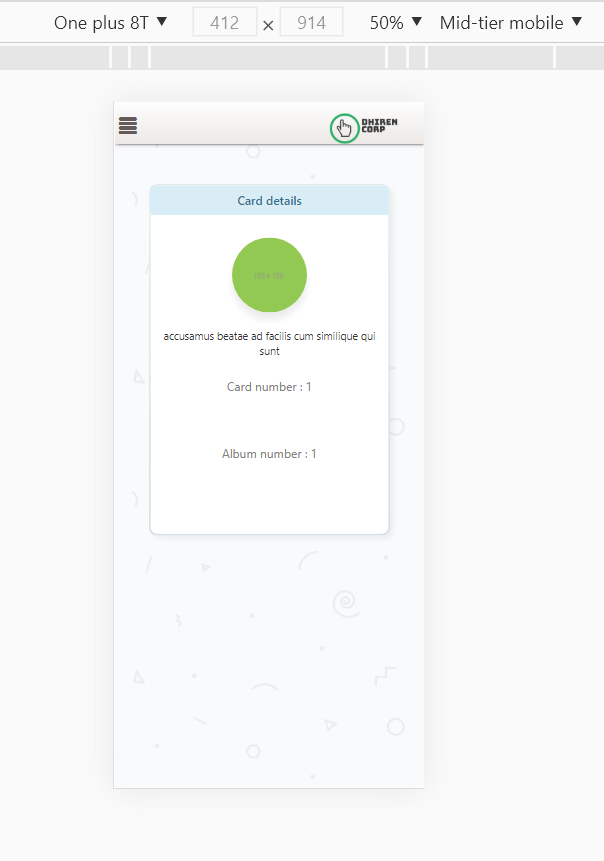 One plus 8T ▼ 412 × 914 50% ▼ Mid-tier mobile ▼
DHIREN
CORP
Card details
150 x 150
accusamus beatae ad facilis cum similique qui
sunt
Card number : 1
Album number : 1